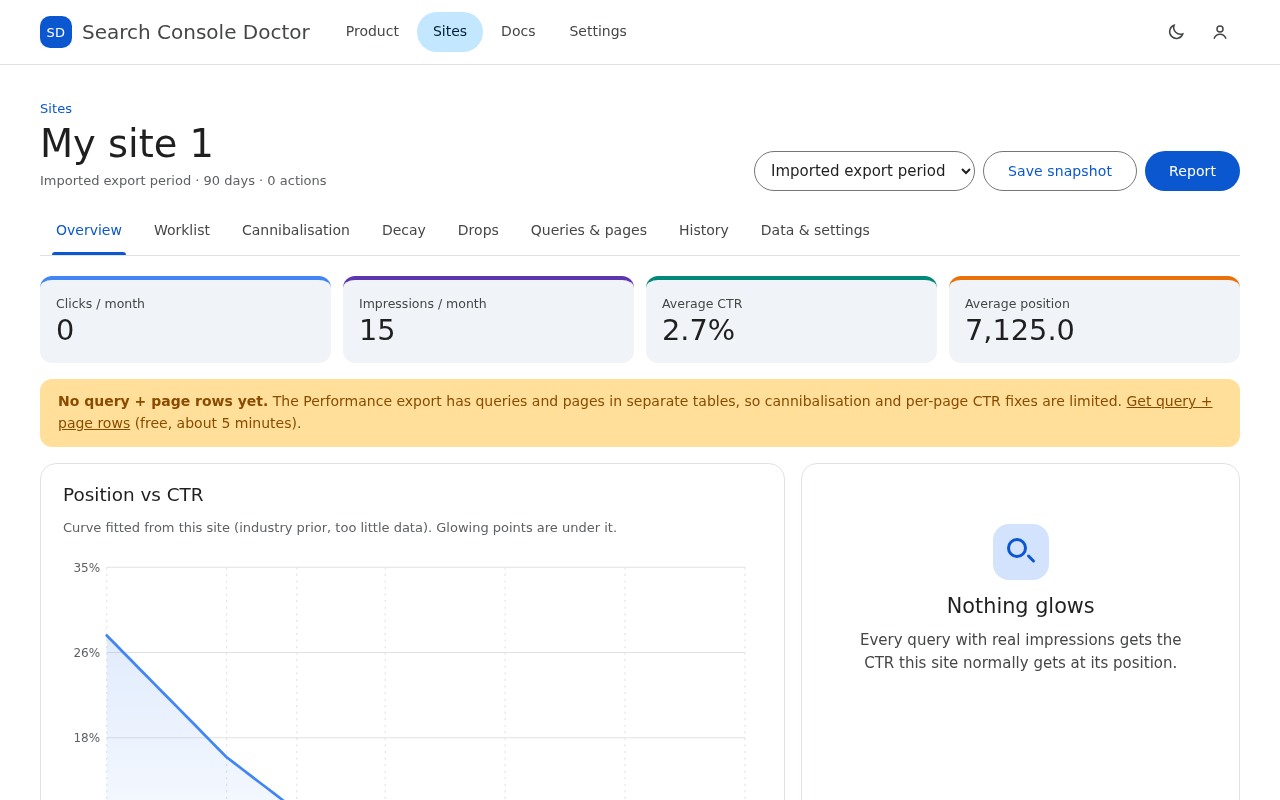 SD Search Console Doctor Product Sites Docs Settings
Sites
My site 1
Imported export period · 90 days · 0 actions
Imported export period Save snapshot Report
Overview Worklist Cannibalisation Decay Drops Queries & pages History Data & settings
Clicks / month
0
Impressions / month
15
Average CTR
2.7%
Average position
7,125.0
No query + page rows yet. The Performance export has queries and pages in separate tables, so cannibalisation and per-page CTR fixes are limited. Get query +
page rows (free, about 5 minutes).
Position vs CTR
Curve fitted from this site (industry prior, too little data). Glowing points are under it.
35%
26%
18%
Nothing glows
Every query with real impressions gets the
CTR this site normally gets at its position.